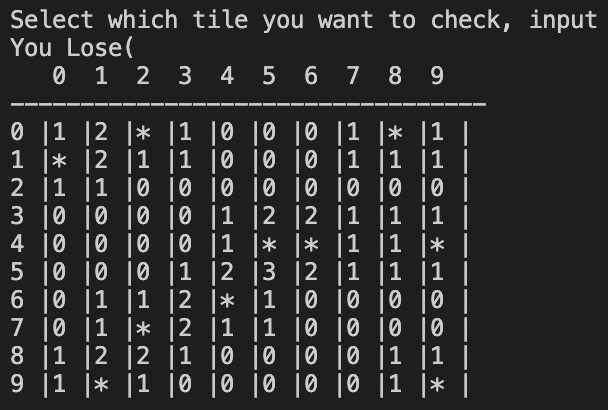 Select which tile you want to check, input
You Lose(
   0  1  2  3  4  5  6  7  8  9
----------------------------------
0 |1 |2 |* |1 |0 |0 |0 |1 |* |1 |
1 |* |2 |1 |1 |0 |0 |0 |1 |1 |1 |
2 |1 |1 |0 |0 |0 |0 |0 |0 |0 |0 |
3 |0 |0 |0 |0 |1 |2 |2 |1 |1 |1 |
4 |0 |0 |0 |0 |1 |* |* |1 |1 |* |
5 |0 |0 |0 |1 |2 |3 |2 |1 |1 |1 |
6 |0 |1 |1 |2 |* |1 |0 |0 |0 |0 |
7 |0 |1 |* |2 |1 |1 |0 |0 |0 |0 |
8 |1 |2 |2 |1 |0 |0 |0 |0 |1 |1 |
9 |1 |* |1 |0 |0 |0 |0 |0 |1 |* |